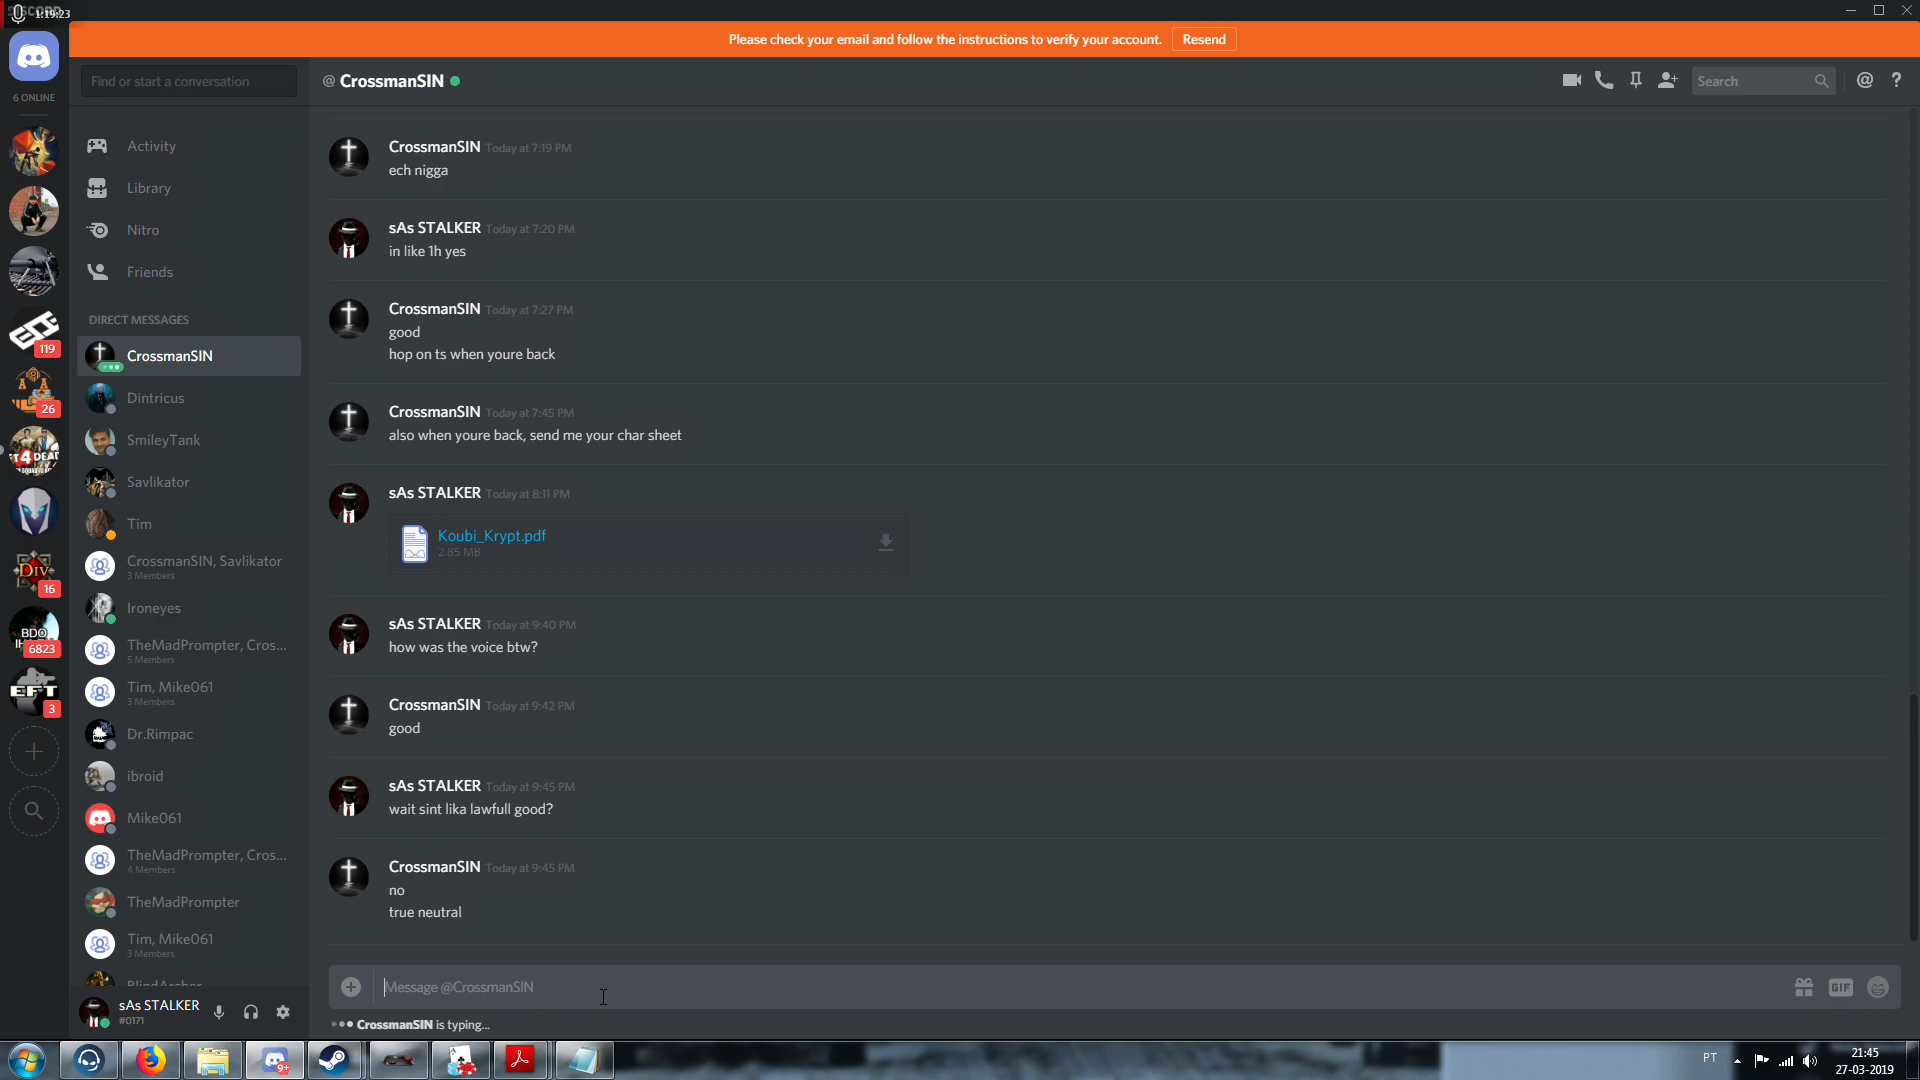 DISCORD
1:19:23
Please check your email and follow the instructions to verify your account.
Resend
6 ONLINE
Find or start a conversation
@ CrossmanSIN
Search
Activity
Library
Nitro
Friends
DIRECT MESSAGES
CrossmanSIN
Dintricus
SmileyTank
Savlikator
Tim
CrossmanSIN, Savlikator
3 Members
Ironeyes
TheMadPrompter, Cros...
5 Members
Tim, Mike061
3 Members
Dr.Rimpac
ibroid
Mike061
TheMadPrompter, Cros...
4 Members
TheMadPrompter
Tim, Mike061
3 Members
BlindArcher
sAs STALKER
#0171
119
26
16
BDO
6823
EFT
3
CrossmanSIN Today at 7:19 PM
ech nigga
sAs STALKER Today at 7:20 PM
in like 1h yes
CrossmanSIN Today at 7:27 PM
good
hop on ts when youre back
CrossmanSIN Today at 7:45 PM
also when youre back, send me your char sheet
sAs STALKER Today at 8:11 PM
Koubi_Krypt.pdf
2.85 MB
sAs STALKER Today at 9:40 PM
how was the voice btw?
CrossmanSIN Today at 9:42 PM
good
sAs STALKER Today at 9:45 PM
wait sint lika lawfull good?
CrossmanSIN Today at 9:45 PM
no
true neutral
Message @CrossmanSIN
GIF
CrossmanSIN is typing...
9+
PT
21:45
27-03-2019